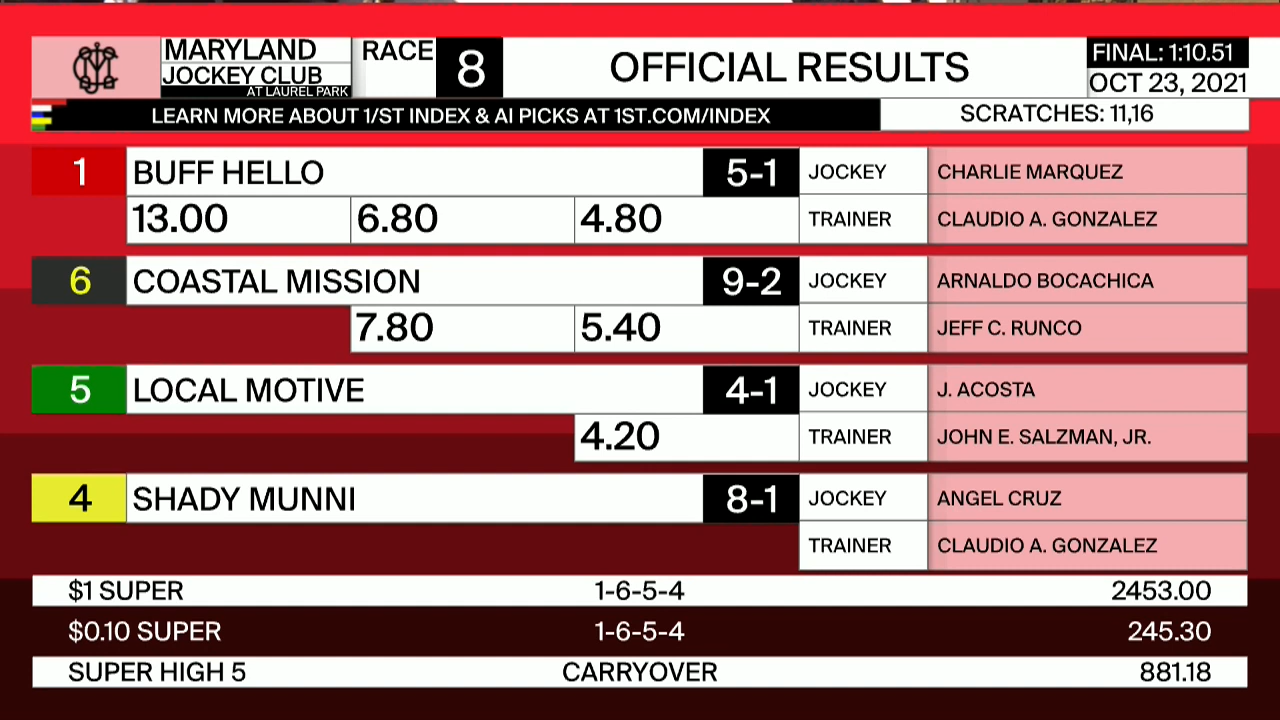 MARYLAND
JOCKEY CLUB
AT LAUREL PARK
RACE 8
OFFICIAL RESULTS
FINAL: 1:10.51
OCT 23, 2021
LEARN MORE ABOUT 1/ST INDEX & AI PICKS AT 1ST.COM/INDEX
SCRATCHES: 11,16
1 BUFF HELLO 5-1 JOCKEY CHARLIE MARQUEZ
13.00 6.80 4.80 TRAINER CLAUDIO A. GONZALEZ
6 COASTAL MISSION 9-2 JOCKEY ARNALDO BOCACHICA
7.80 5.40 TRAINER JEFF C. RUNCO
5 LOCAL MOTIVE 4-1 JOCKEY J. ACOSTA
4.20 TRAINER JOHN E. SALZMAN, JR.
4 SHADY MUNNI 8-1 JOCKEY ANGEL CRUZ
TRAINER CLAUDIO A. GONZALEZ
$1 SUPER 1-6-5-4 2453.00
$0.10 SUPER 1-6-5-4 245.30
SUPER HIGH 5 CARRYOVER 881.18